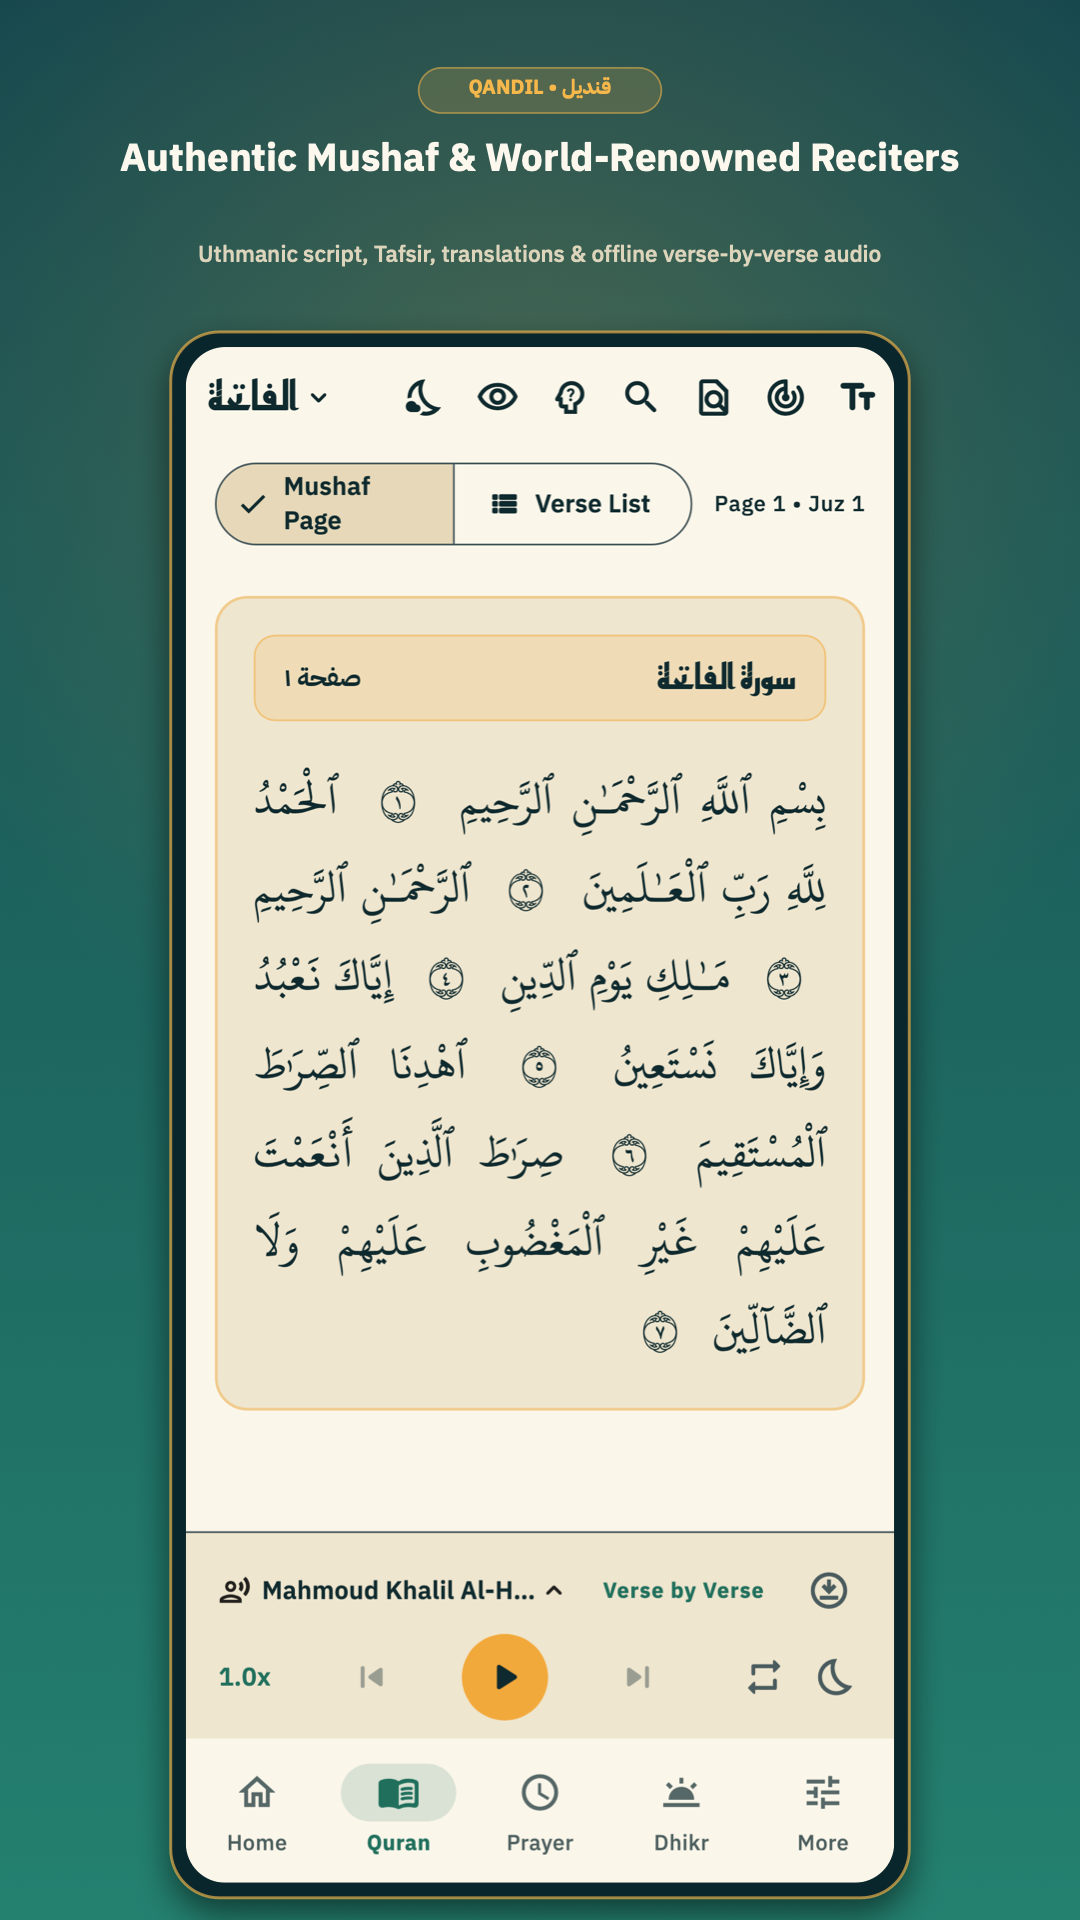 QANDIL • قنديل
Authentic Mushaf & World-Renowned Reciters
Uthmanic script, Tafsir, translations & offline verse-by-verse audio
الفاتحة
Mushaf Page
Verse List
Page 1 • Juz 1
سورة الفاتحة
صفحة ١
بِسْمِ ٱللَّهِ ٱلرَّحْمَـٰنِ ٱلرَّحِيمِ ١ ٱلْحَمْدُ
لِلَّهِ رَبِّ ٱلْعَـٰلَمِينَ ٢ ٱلرَّحْمَـٰنِ ٱلرَّحِيمِ
٣ مَـٰلِكِ يَوْمِ ٱلدِّينِ ٤ إِيَّاكَ نَعْبُدُ
وَإِيَّاكَ نَسْتَعِينُ ٥ ٱهْدِنَا ٱلصِّرَٰطَ
ٱلْمُسْتَقِيمَ ٦ صِرَٰطَ ٱلَّذِينَ أَنْعَمْتَ
عَلَيْهِمْ غَيْرِ ٱلْمَغْضُوبِ عَلَيْهِمْ وَلَا
ٱلضَّآلِّينَ ٧
Mahmoud Khalil Al-H...
Verse by Verse
1.0x
Home
Quran
Prayer
Dhikr
More